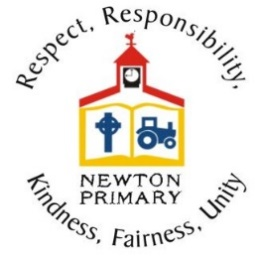 Respect, Responsibility,
NEWTON
PRIMARY
Kindness, Fairness, Unity